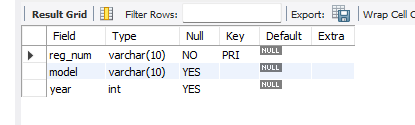 Result Grid Filter Rows: Export: Wrap Cell C
Field Type Null Key Default Extra
reg_num varchar(10) NO PRI NULL
model varchar(10) YES NULL
year int YES NULL